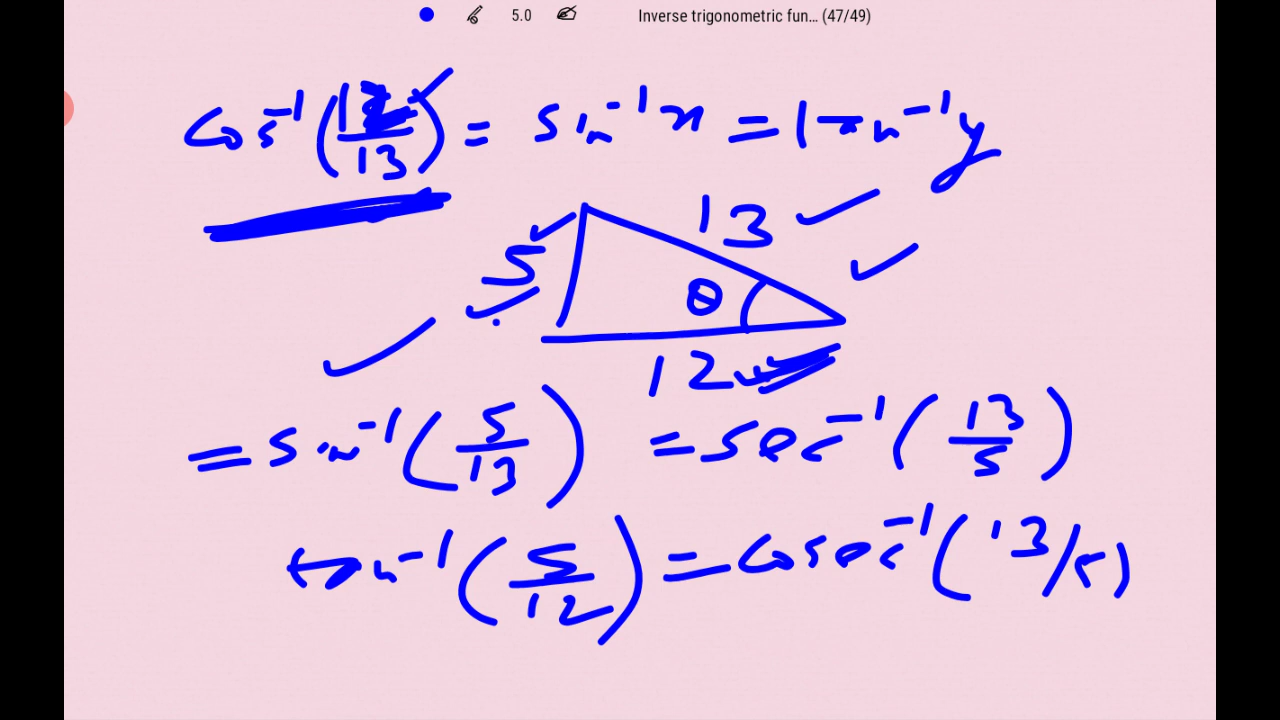 5.0 Inverse trigonometric fun... (47/49)
cos⁻¹(12/13) = sin⁻¹x = tan⁻¹y
13
5
θ
12
= sin⁻¹(5/13) = sec⁻¹(13/5)
tan⁻¹(5/12) = cosec⁻¹(13/5)